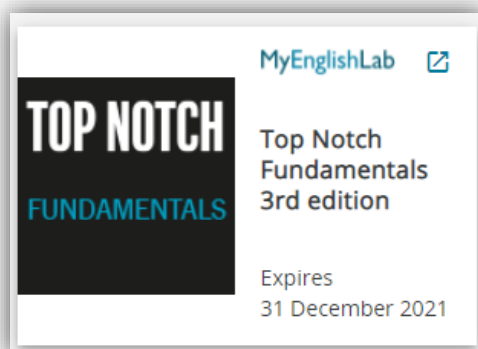 TOP NOTCH
FUNDAMENTALS
MyEnglishLab
Top Notch
Fundamentals
3rd edition
Expires
31 December 2021